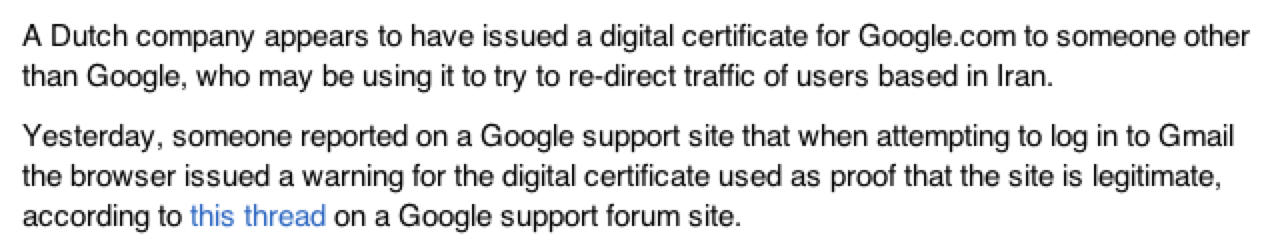 A Dutch company appears to have issued a digital certificate for Google.com to someone other
than Google, who may be using it to try to re-direct traffic of users based in Iran.
Yesterday, someone reported on a Google support site that when attempting to log in to Gmail
the browser issued a warning for the digital certificate used as proof that the site is legitimate,
according to this thread on a Google support forum site.